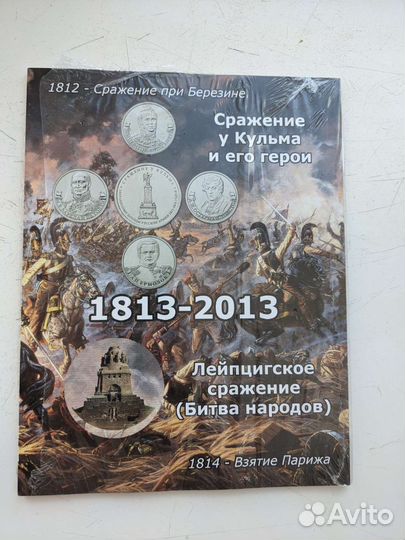 1812 - Сражение при Березине
Сражение
у Кульма
и его герои
1813-2013
Лейпцигское
сражение
(Битва народов)
1814 - Взятие Парижа
Avito